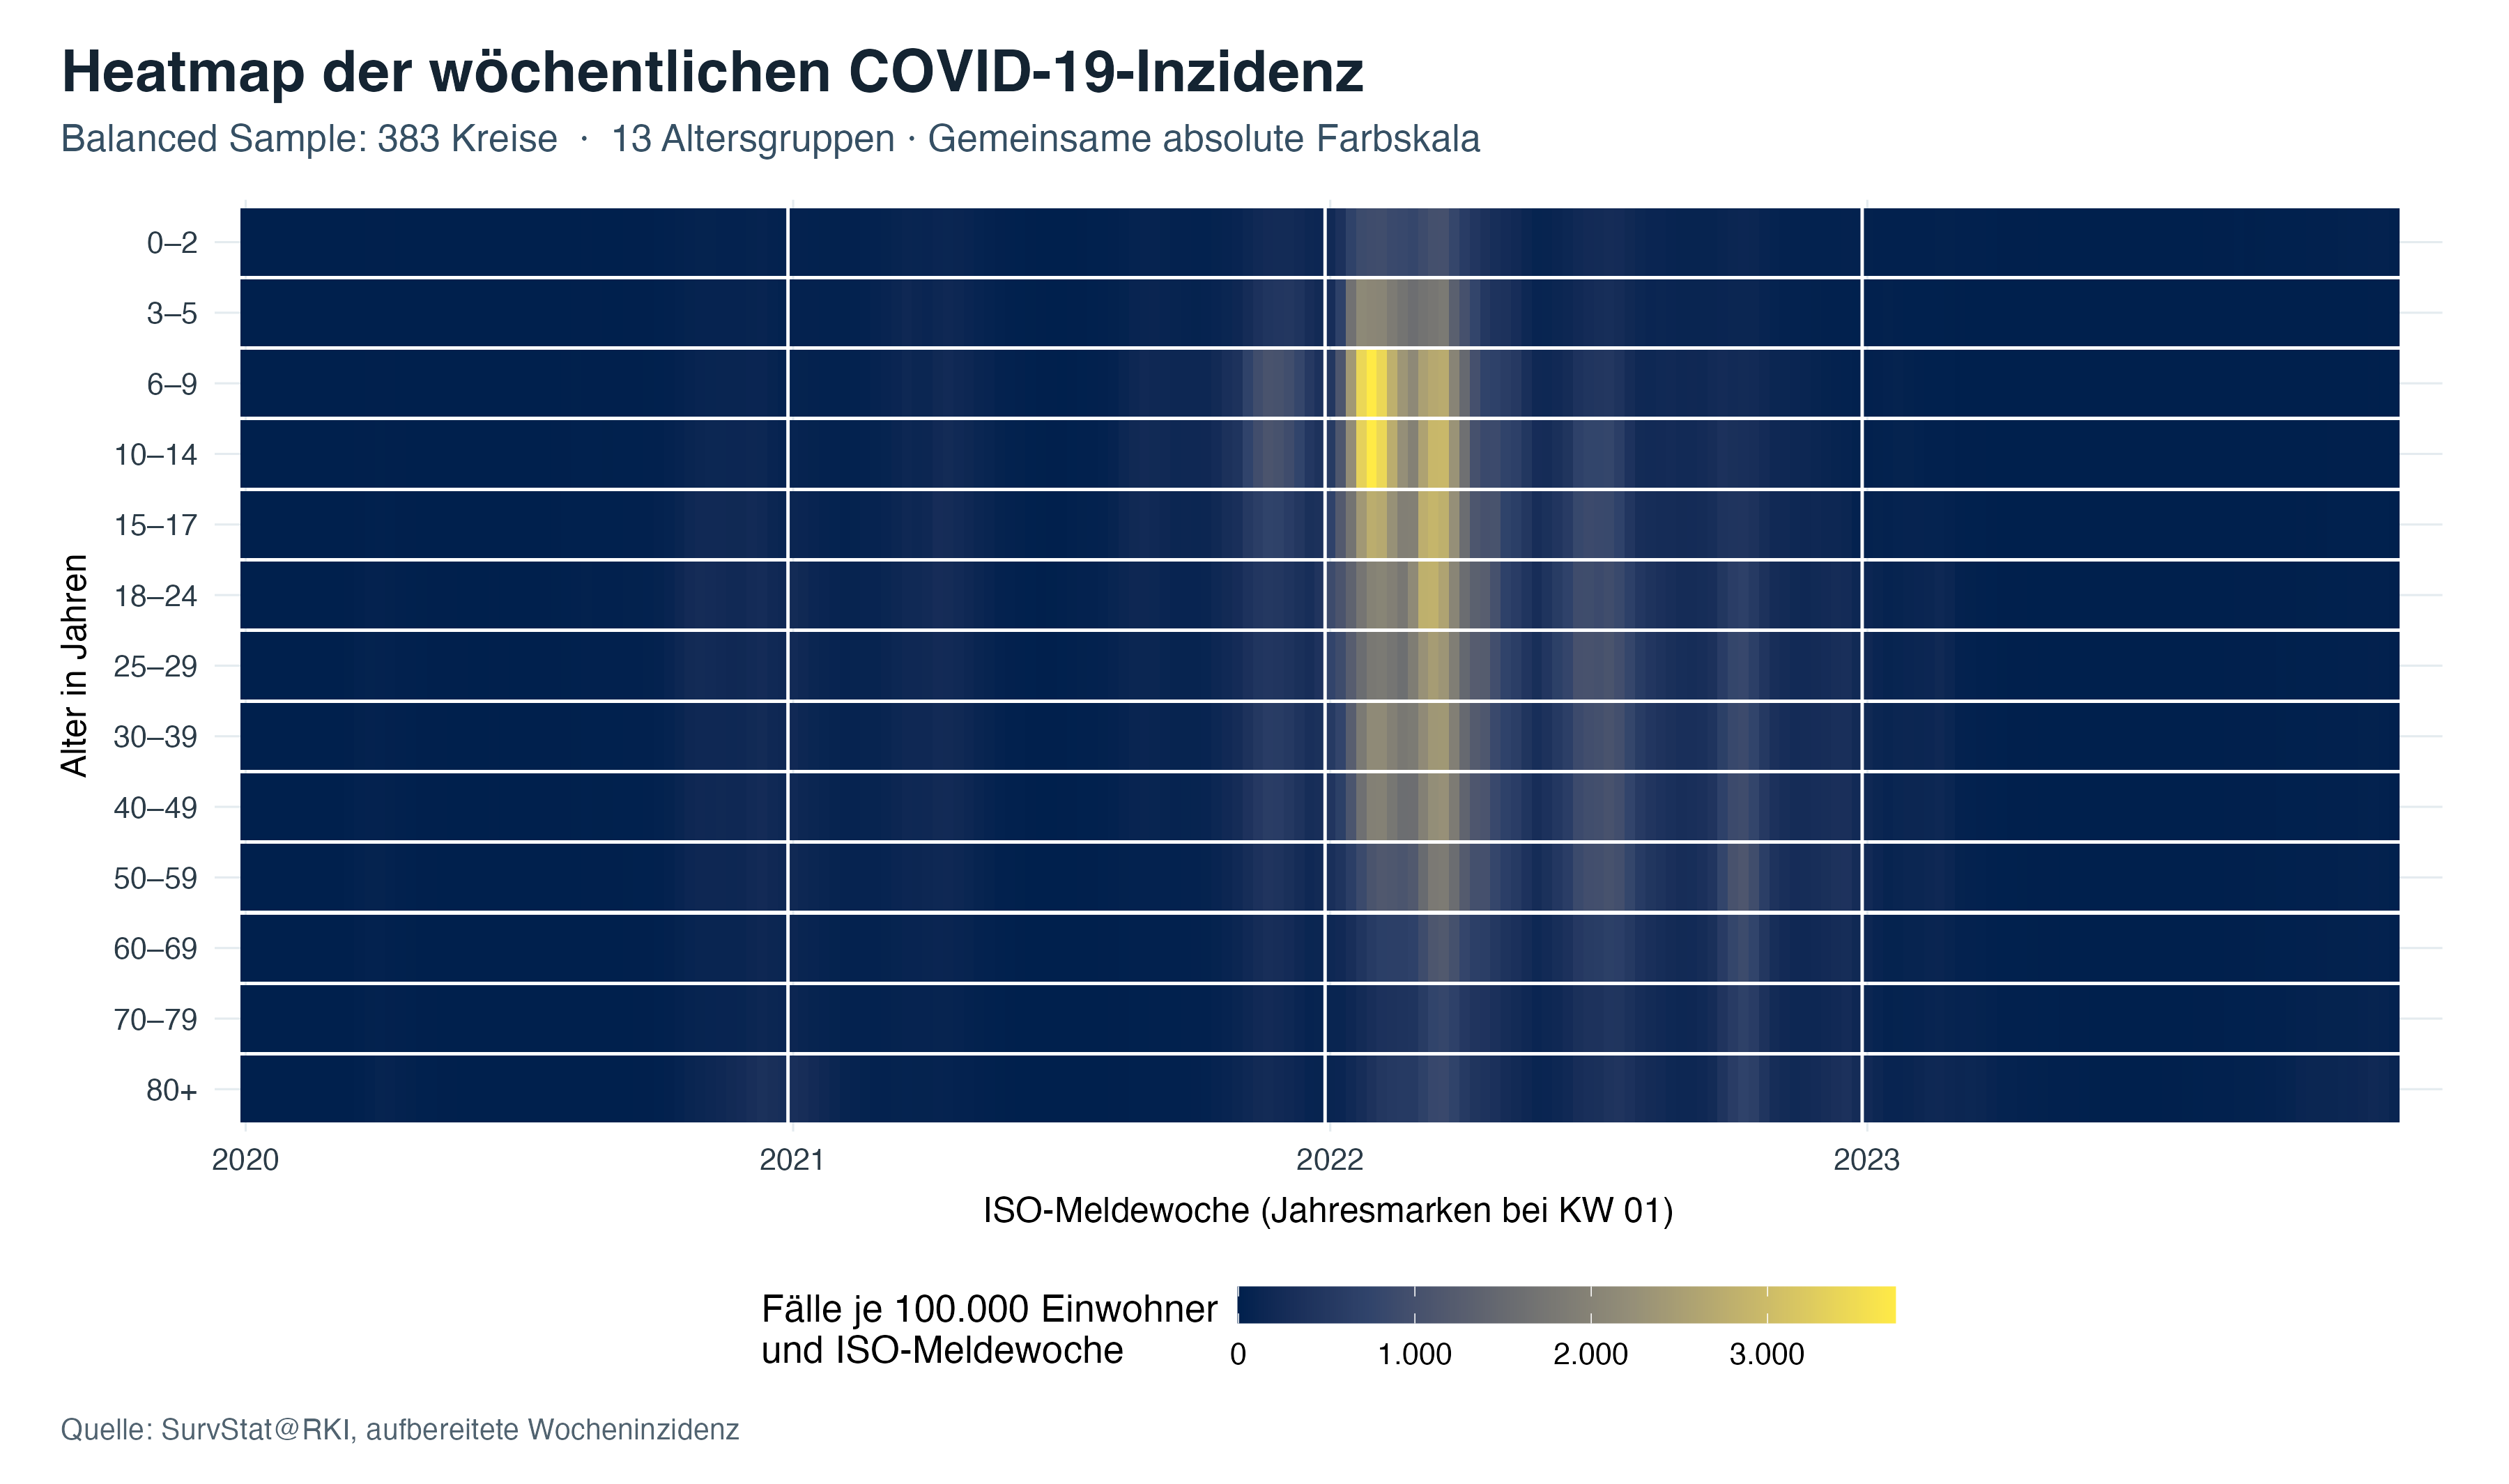 Heatmap der wöchentlichen COVID-19-Inzidenz
Balanced Sample: 383 Kreise · 13 Altersgruppen · Gemeinsame absolute Farbskala
Alter in Jahren
0–2
3–5
6–9
10–14
15–17
18–24
25–29
30–39
40–49
50–59
60–69
70–79
80+
2020 2021 2022 2023
ISO-Meldewoche (Jahresmarken bei KW 01)
Fälle je 100.000 Einwohner
und ISO-Meldewoche
0 1.000 2.000 3.000
Quelle: SurvStat@RKI, aufbereitete Wocheninzidenz